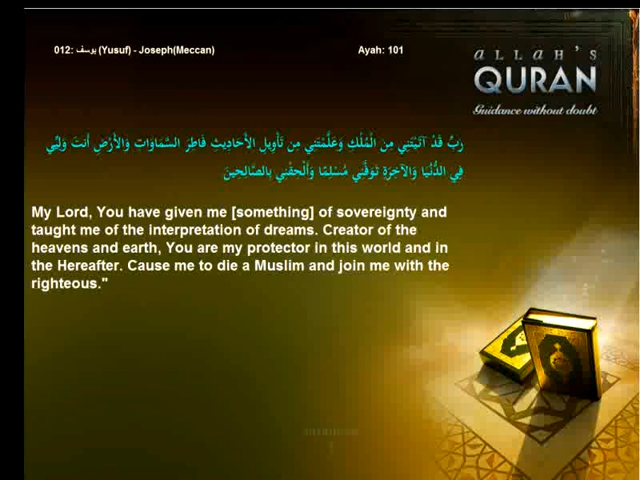 012: يوسف (Yusuf) - Joseph(Meccan)
Ayah: 101
ALLAH'S
QURAN
Guidance without doubt
رَبِّ قَدْ آتَيْتَنِي مِنَ الْمُلْكِ وَعَلَّمْتَنِي مِن تَأْوِيلِ الْأَحَادِيثِ فَاطِرَ السَّمَاوَاتِ وَالْأَرْضِ أَنتَ وَلِيِّي
فِي الدُّنْيَا وَالْآخِرَةِ تَوَفَّنِي مُسْلِمًا وَأَلْحِقْنِي بِالصَّالِحِينَ
My Lord, You have given me [something] of sovereignty and
taught me of the interpretation of dreams. Creator of the
heavens and earth, You are my protector in this world and in
the Hereafter. Cause me to die a Muslim and join me with the
righteous."